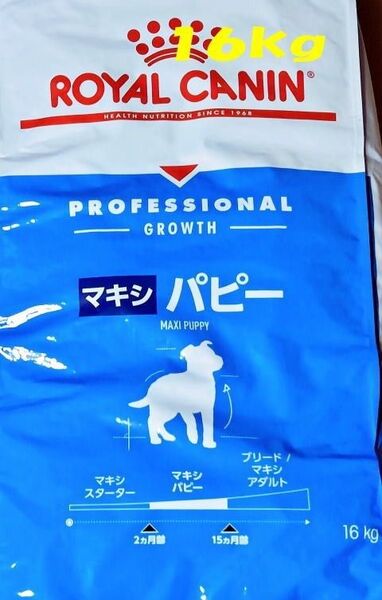 16Kg
ROYAL CANIN®
HEALTH NUTRITION SINCE 1968
PROFESSIONAL
GROWTH
マキシ パピー
MAXI PUPPY
マキシ
スターター
マキシ
パピー
ブリード/
マキシ
アダルト
2ヵ月齢
15ヵ月齢
16 kg